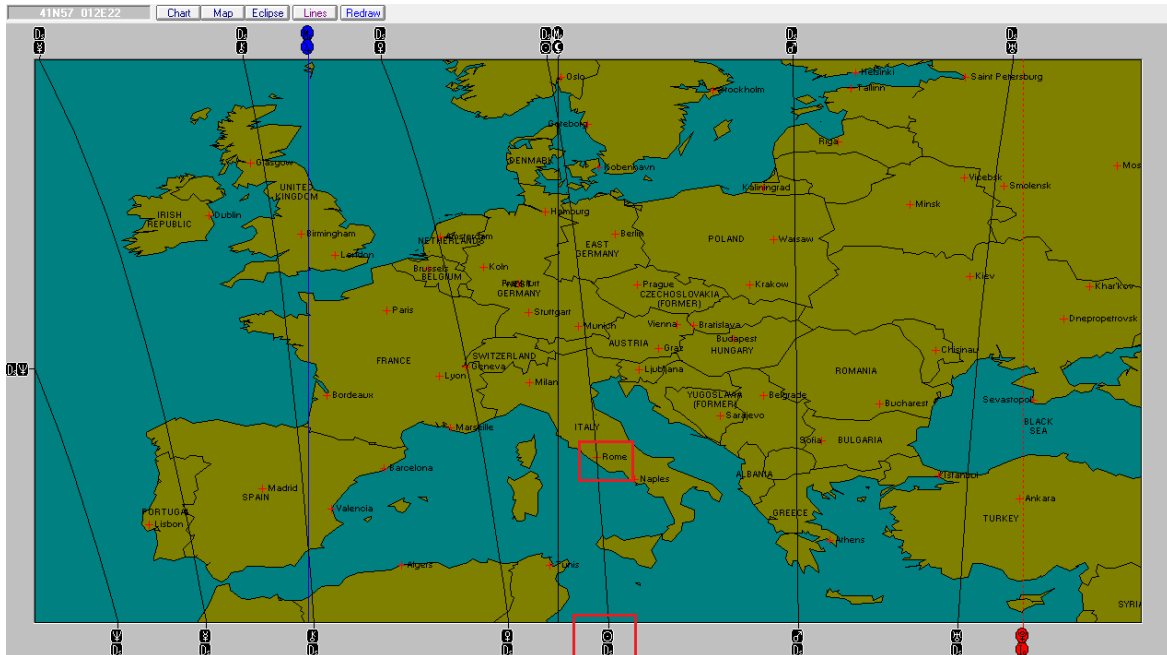 41N57 012E22
Chart Map Eclipse Lines Redraw
Oslo
Helsinki
Saint Petersburg
Tallinn
Goteborg
Riga
Mos
Glasgow
DENMARK
Kobenhavn
Vicebsk
Smolensk
UNITED
KINGDOM
Kaliningrad
Minsk
IRISH
REPUBLIC
Dublin
Hamburg
Birmingham
NETHERLANDS
Amsterdam
EAST
GERMANY
Berlin
POLAND
Warsaw
London
Brussels
BELGIUM
Koln
Kiev
GERMANY
Prague
CZECHOSLOVAKIA
(FORMER)
Krakow
Khar'kov
Paris
Stuttgart
Munich
Vienna
Bratislava
Dnepropetrovsk
AUSTRIA
Graz
Budapest
HUNGARY
Chisinau
FRANCE
SWITZERLAND
Geneva
Lyon
Milan
Ljubljana
ROMANIA
Bordeaux
YUGOSLAVIA
(FORMER)
Belgrade
Bucharest
Sevastopol
Sarajevo
BLACK
SEA
Marseille
ITALY
Sofia
BULGARIA
Rome
Barcelona
Naples
ALBANIA
Istanbul
Madrid
SPAIN
Ankara
PORTUGAL
Lisbon
Valencia
GREECE
TURKEY
Athens
Algers
Tunis
SYRIA